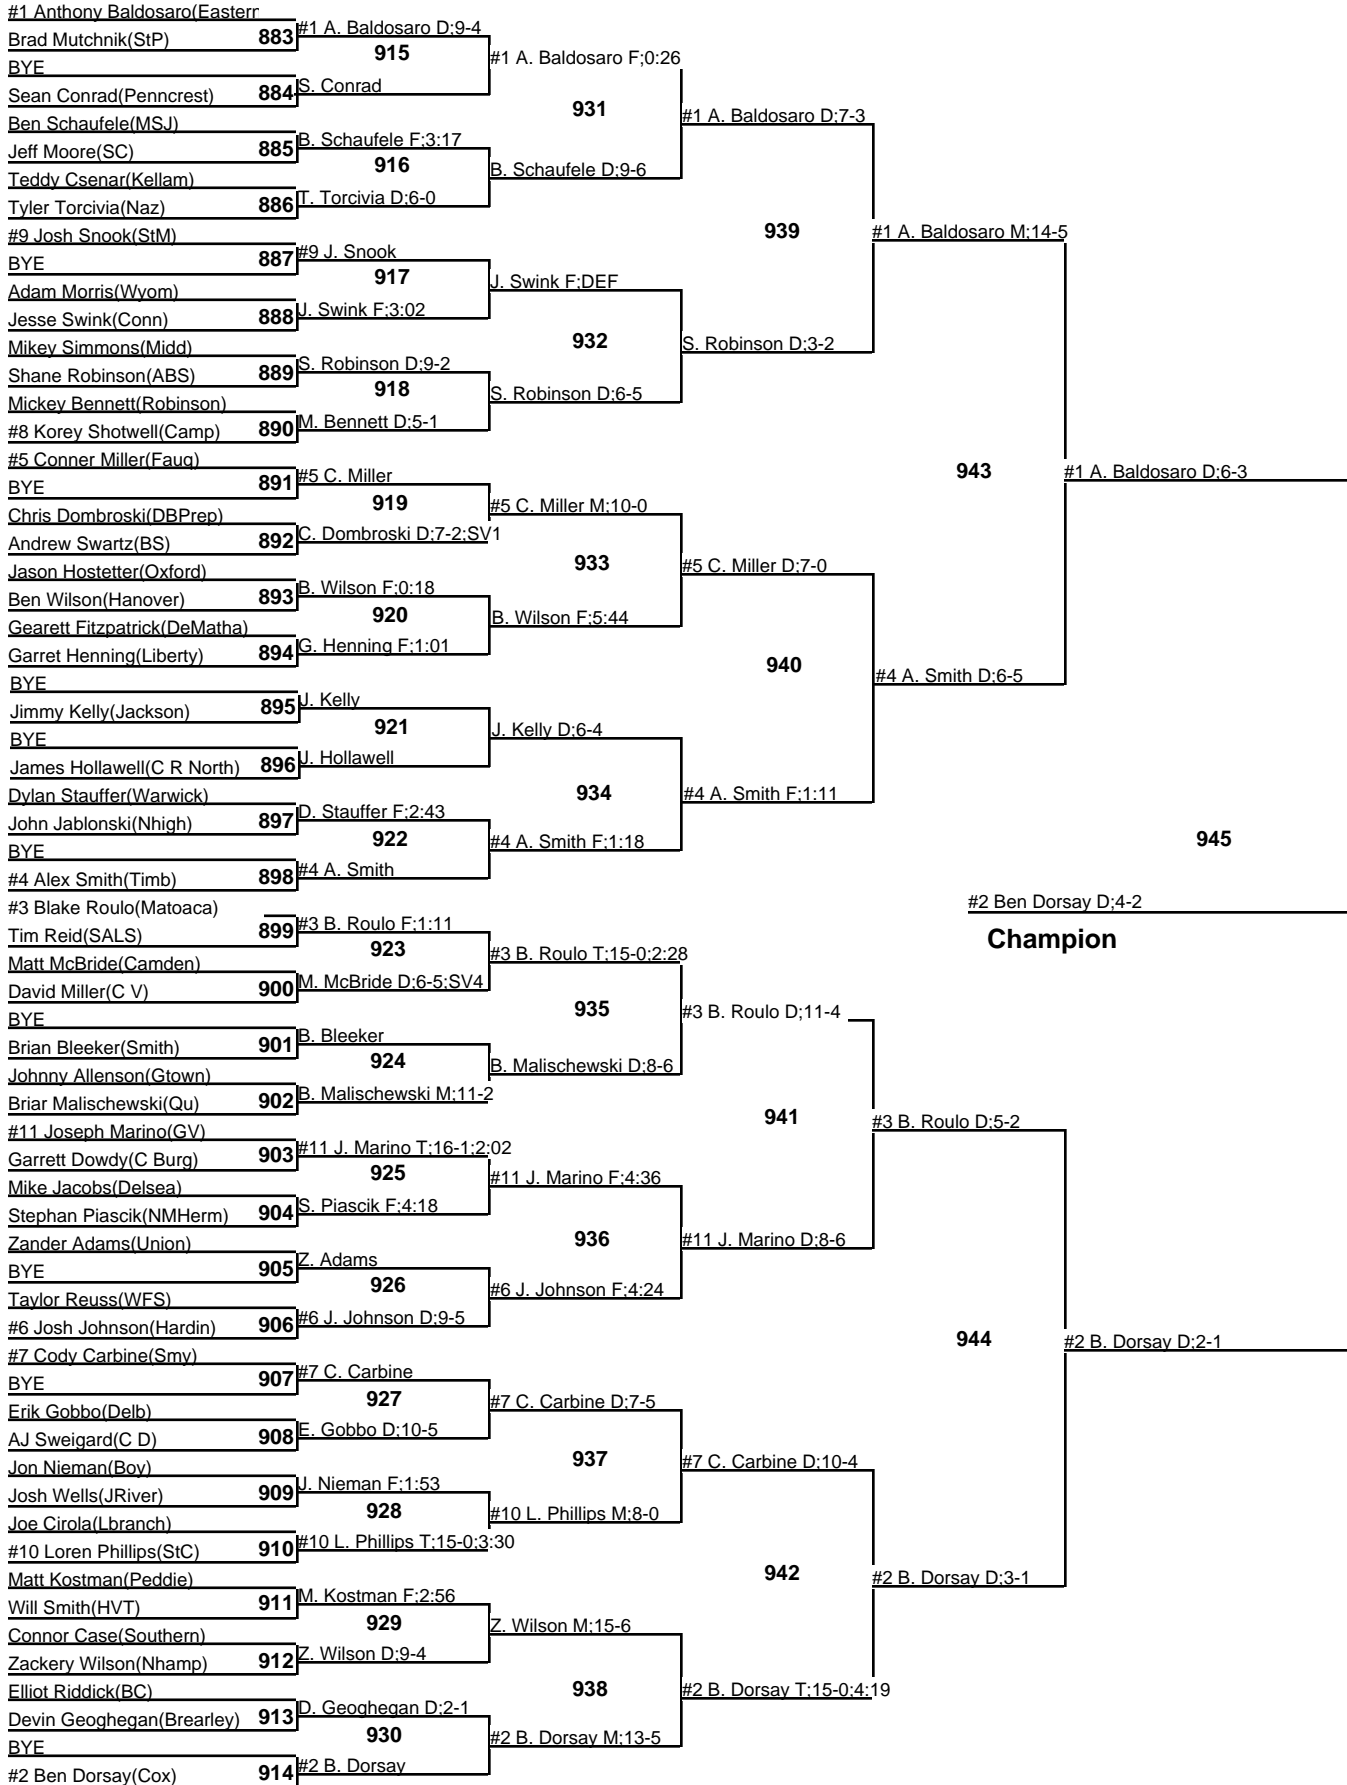 #1 Anthony Baldosaro(Eastern
Brad Mutchnik(StP)
883
#1 A. Baldosaro D;9-4
915
#1 A. Baldosaro F;0:26
BYE
Sean Conrad(Penncrest)
884
S. Conrad
931
#1 A. Baldosaro D;7-3
Ben Schaufele(MSJ)
Jeff Moore(SC)
885
B. Schaufele F;3:17
916
B. Schaufele D;9-6
Teddy Csenar(Kellam)
Tyler Torcivia(Naz)
886
T. Torcivia D;6-0
939
#1 A. Baldosaro M;14-5
#9 Josh Snook(StM)
BYE
887
#9 J. Snook
917
J. Swink F;DEF
Adam Morris(Wyom)
Jesse Swink(Conn)
888
J. Swink F;3:02
932
S. Robinson D;3-2
Mikey Simmons(Midd)
Shane Robinson(ABS)
889
S. Robinson D;9-2
918
S. Robinson D;6-5
Mickey Bennett(Robinson)
#8 Korey Shotwell(Camp)
890
M. Bennett D;5-1
943
#1 A. Baldosaro D;6-3
#5 Conner Miller(Fauq)
BYE
891
#5 C. Miller
919
#5 C. Miller M;10-0
Chris Dombroski(DBPrep)
Andrew Swartz(BS)
892
C. Dombroski D;7-2;SV1
933
#5 C. Miller D;7-0
Jason Hostetter(Oxford)
Ben Wilson(Hanover)
893
B. Wilson F;0:18
920
B. Wilson F;5:44
Gearett Fitzpatrick(DeMatha)
Garret Henning(Liberty)
894
G. Henning F;1:01
940
#4 A. Smith D;6-5
BYE
Jimmy Kelly(Jackson)
895
J. Kelly
921
J. Kelly D;6-4
BYE
James Hollawell(C R North)
896
J. Hollawell
934
#4 A. Smith F;1:11
Dylan Stauffer(Warwick)
John Jablonski(Nhigh)
897
D. Stauffer F;2:43
922
#4 A. Smith F;1:18
BYE
#4 Alex Smith(Timb)
898
#4 A. Smith
945
#2 Ben Dorsay D;4-2
Champion
#3 Blake Roulo(Matoaca)
Tim Reid(SALS)
899
#3 B. Roulo F;1:11
923
#3 B. Roulo T;15-0;2:28
Matt McBride(Camden)
David Miller(C V)
900
M. McBride D;6-5;SV4
935
#3 B. Roulo D;11-4
BYE
Brian Bleeker(Smith)
901
B. Bleeker
924
B. Malischewski D;8-6
Johnny Allenson(Gtown)
Briar Malischewski(Qu)
902
B. Malischewski M;11-2
941
#3 B. Roulo D;5-2
#11 Joseph Marino(GV)
Garrett Dowdy(C Burg)
903
#11 J. Marino T;16-1;2:02
925
#11 J. Marino F;4:36
Mike Jacobs(Delsea)
Stephan Piascik(NMHerm)
904
S. Piascik F;4:18
936
#11 J. Marino D;8-6
Zander Adams(Union)
BYE
905
Z. Adams
926
#6 J. Johnson F;4:24
Taylor Reuss(WFS)
#6 Josh Johnson(Hardin)
906
#6 J. Johnson D;9-5
944
#2 B. Dorsay D;2-1
#7 Cody Carbine(Smy)
BYE
907
#7 C. Carbine
927
#7 C. Carbine D;7-5
Erik Gobbo(Delb)
AJ Sweigard(C D)
908
E. Gobbo D;10-5
937
#7 C. Carbine D;10-4
Jon Nieman(Boy)
Josh Wells(JRiver)
909
J. Nieman F;1:53
928
#10 L. Phillips M;8-0
Joe Cirola(Lbranch)
#10 Loren Phillips(StC)
910
#10 L. Phillips T;15-0;3:30
942
#2 B. Dorsay D;3-1
Matt Kostman(Peddie)
Will Smith(HVT)
911
M. Kostman F;2:56
929
Z. Wilson M;15-6
Connor Case(Southern)
Zackery Wilson(Nhamp)
912
Z. Wilson D;9-4
938
#2 B. Dorsay T;15-0;4:19
Elliot Riddick(BC)
Devin Geoghegan(Brearley)
913
D. Geoghegan D;2-1
930
#2 B. Dorsay M;13-5
BYE
#2 Ben Dorsay(Cox)
914
#2 B. Dorsay